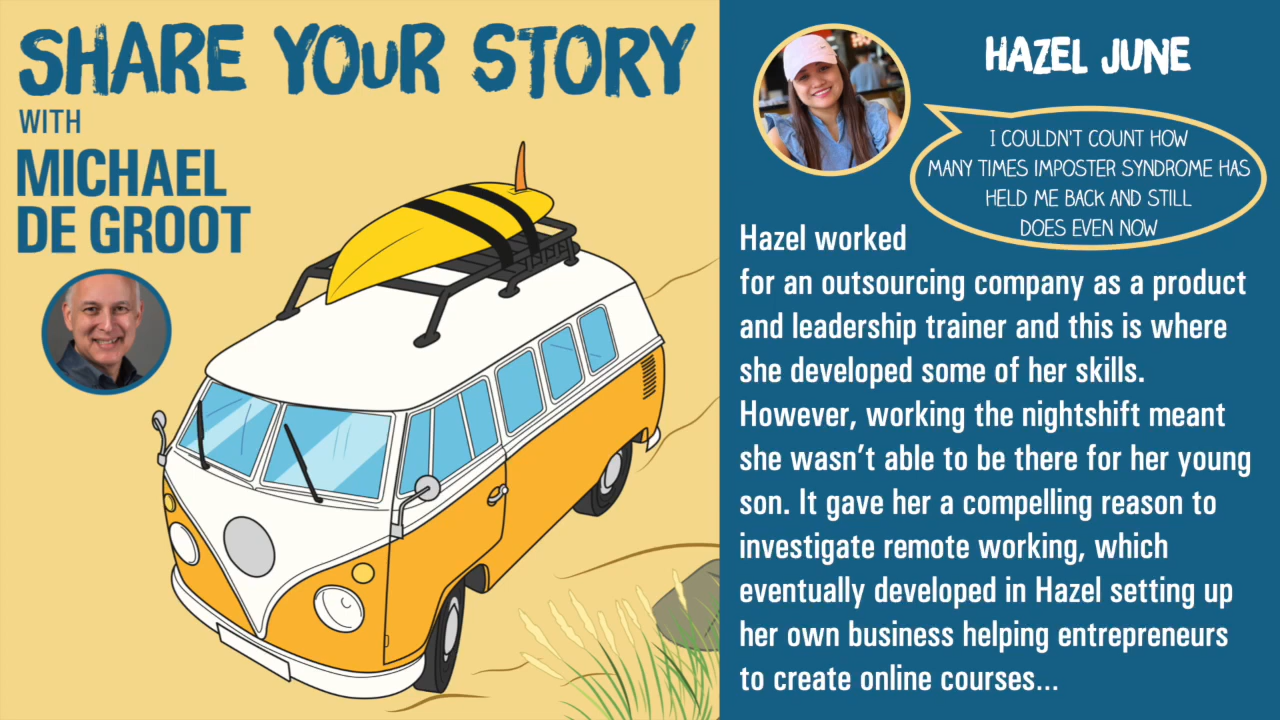 SHARE YOUR STORY
WITH
MICHAEL
DE GROOT
HAZEL JUNE
I COULDN'T COUNT HOW
MANY TIMES IMPOSTER SYNDROME HAS
HELD ME BACK AND STILL
DOES EVEN NOW
Hazel worked
for an outsourcing company as a product
and leadership trainer and this is where
she developed some of her skills.
However, working the nightshift meant
she wasn’t able to be there for her young
son. It gave her a compelling reason to
investigate remote working, which
eventually developed in Hazel setting up
her own business helping entrepreneurs
to create online courses...